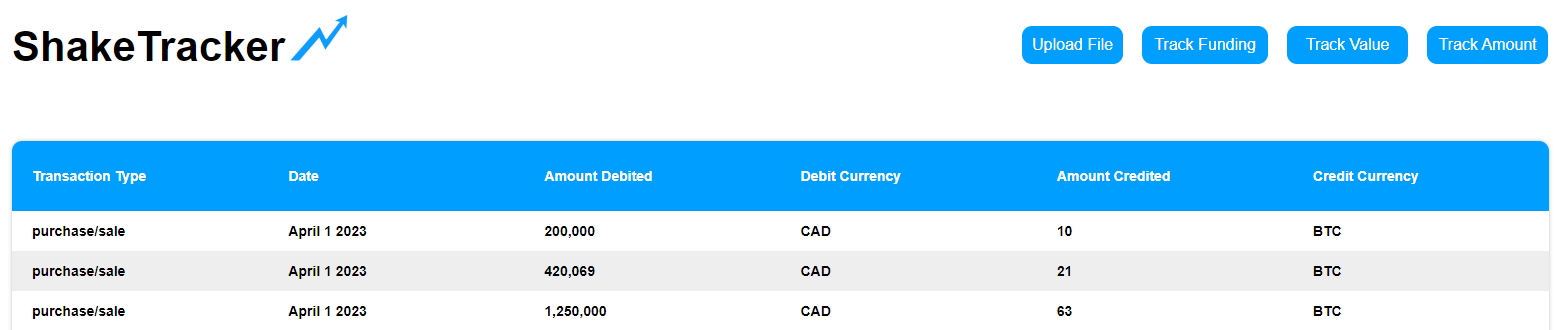 ShakeTracker
Upload File Track Funding Track Value Track Amount
Transaction Type Date Amount Debited Debit Currency Amount Credited Credit Currency
purchase/sale April 1 2023 200,000 CAD 10 BTC
purchase/sale April 1 2023 420,069 CAD 21 BTC
purchase/sale April 1 2023 1,250,000 CAD 63 BTC